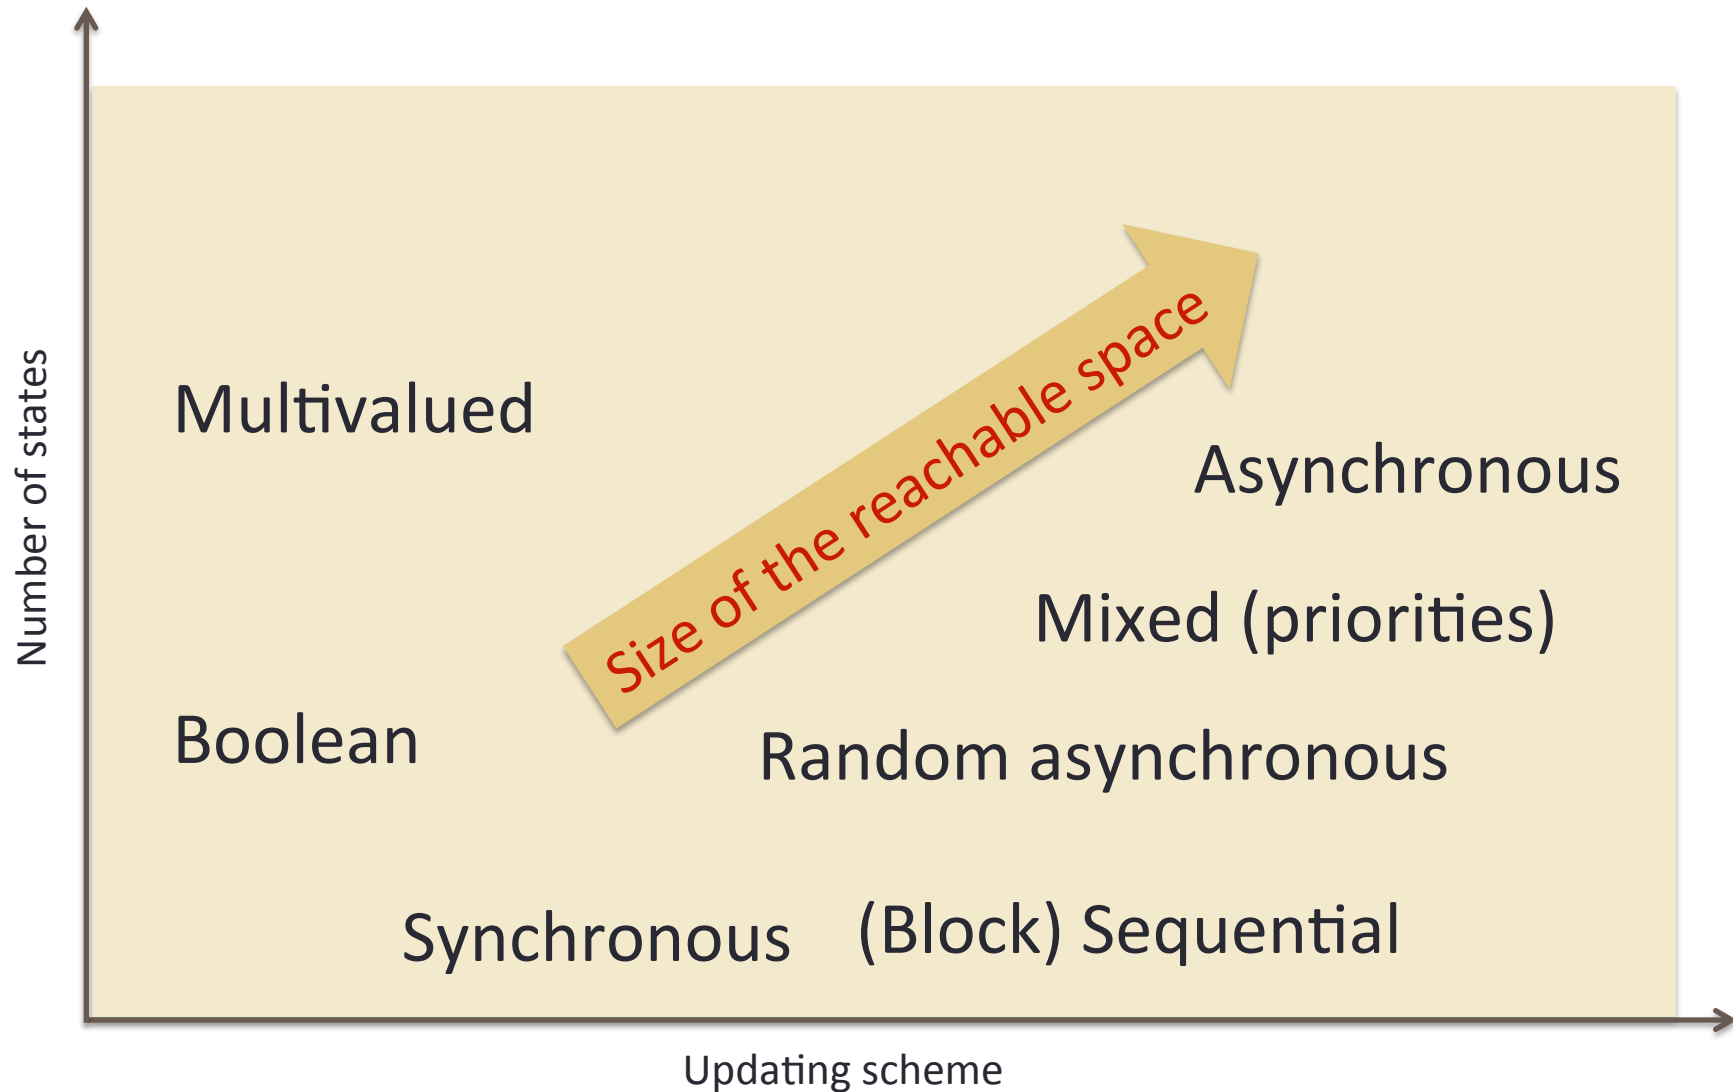 Number of states
Multivalued
Size of the reachable space
Asynchronous
Mixed (priorities)
Boolean
Random asynchronous
Synchronous
(Block) Sequential
Updating scheme